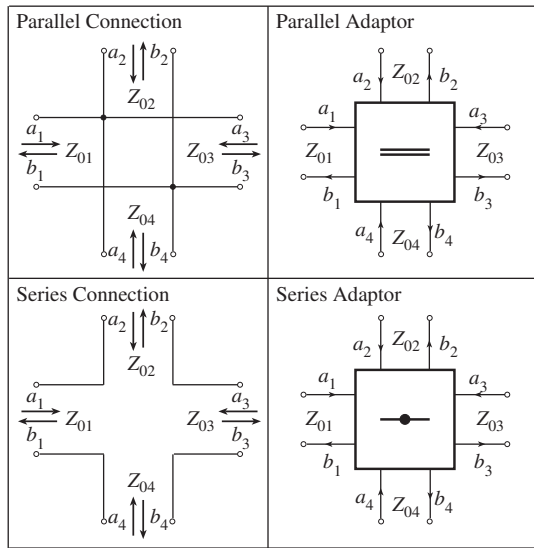 Parallel Connection
a2 b2
Z02
a1
b1
Z01
Z03
a3
b3
Z04
a4 b4
Parallel Adaptor
a2 Z02 b2
a1
Z01
b1
a3
Z03
b3
a4 Z04 b4
Series Connection
a2 b2
Z02
a1
b1
Z01
Z03
a3
b3
Z04
a4 b4
Series Adaptor
a2 Z02 b2
a1
Z01
b1
a3
Z03
b3
a4 Z04 b4